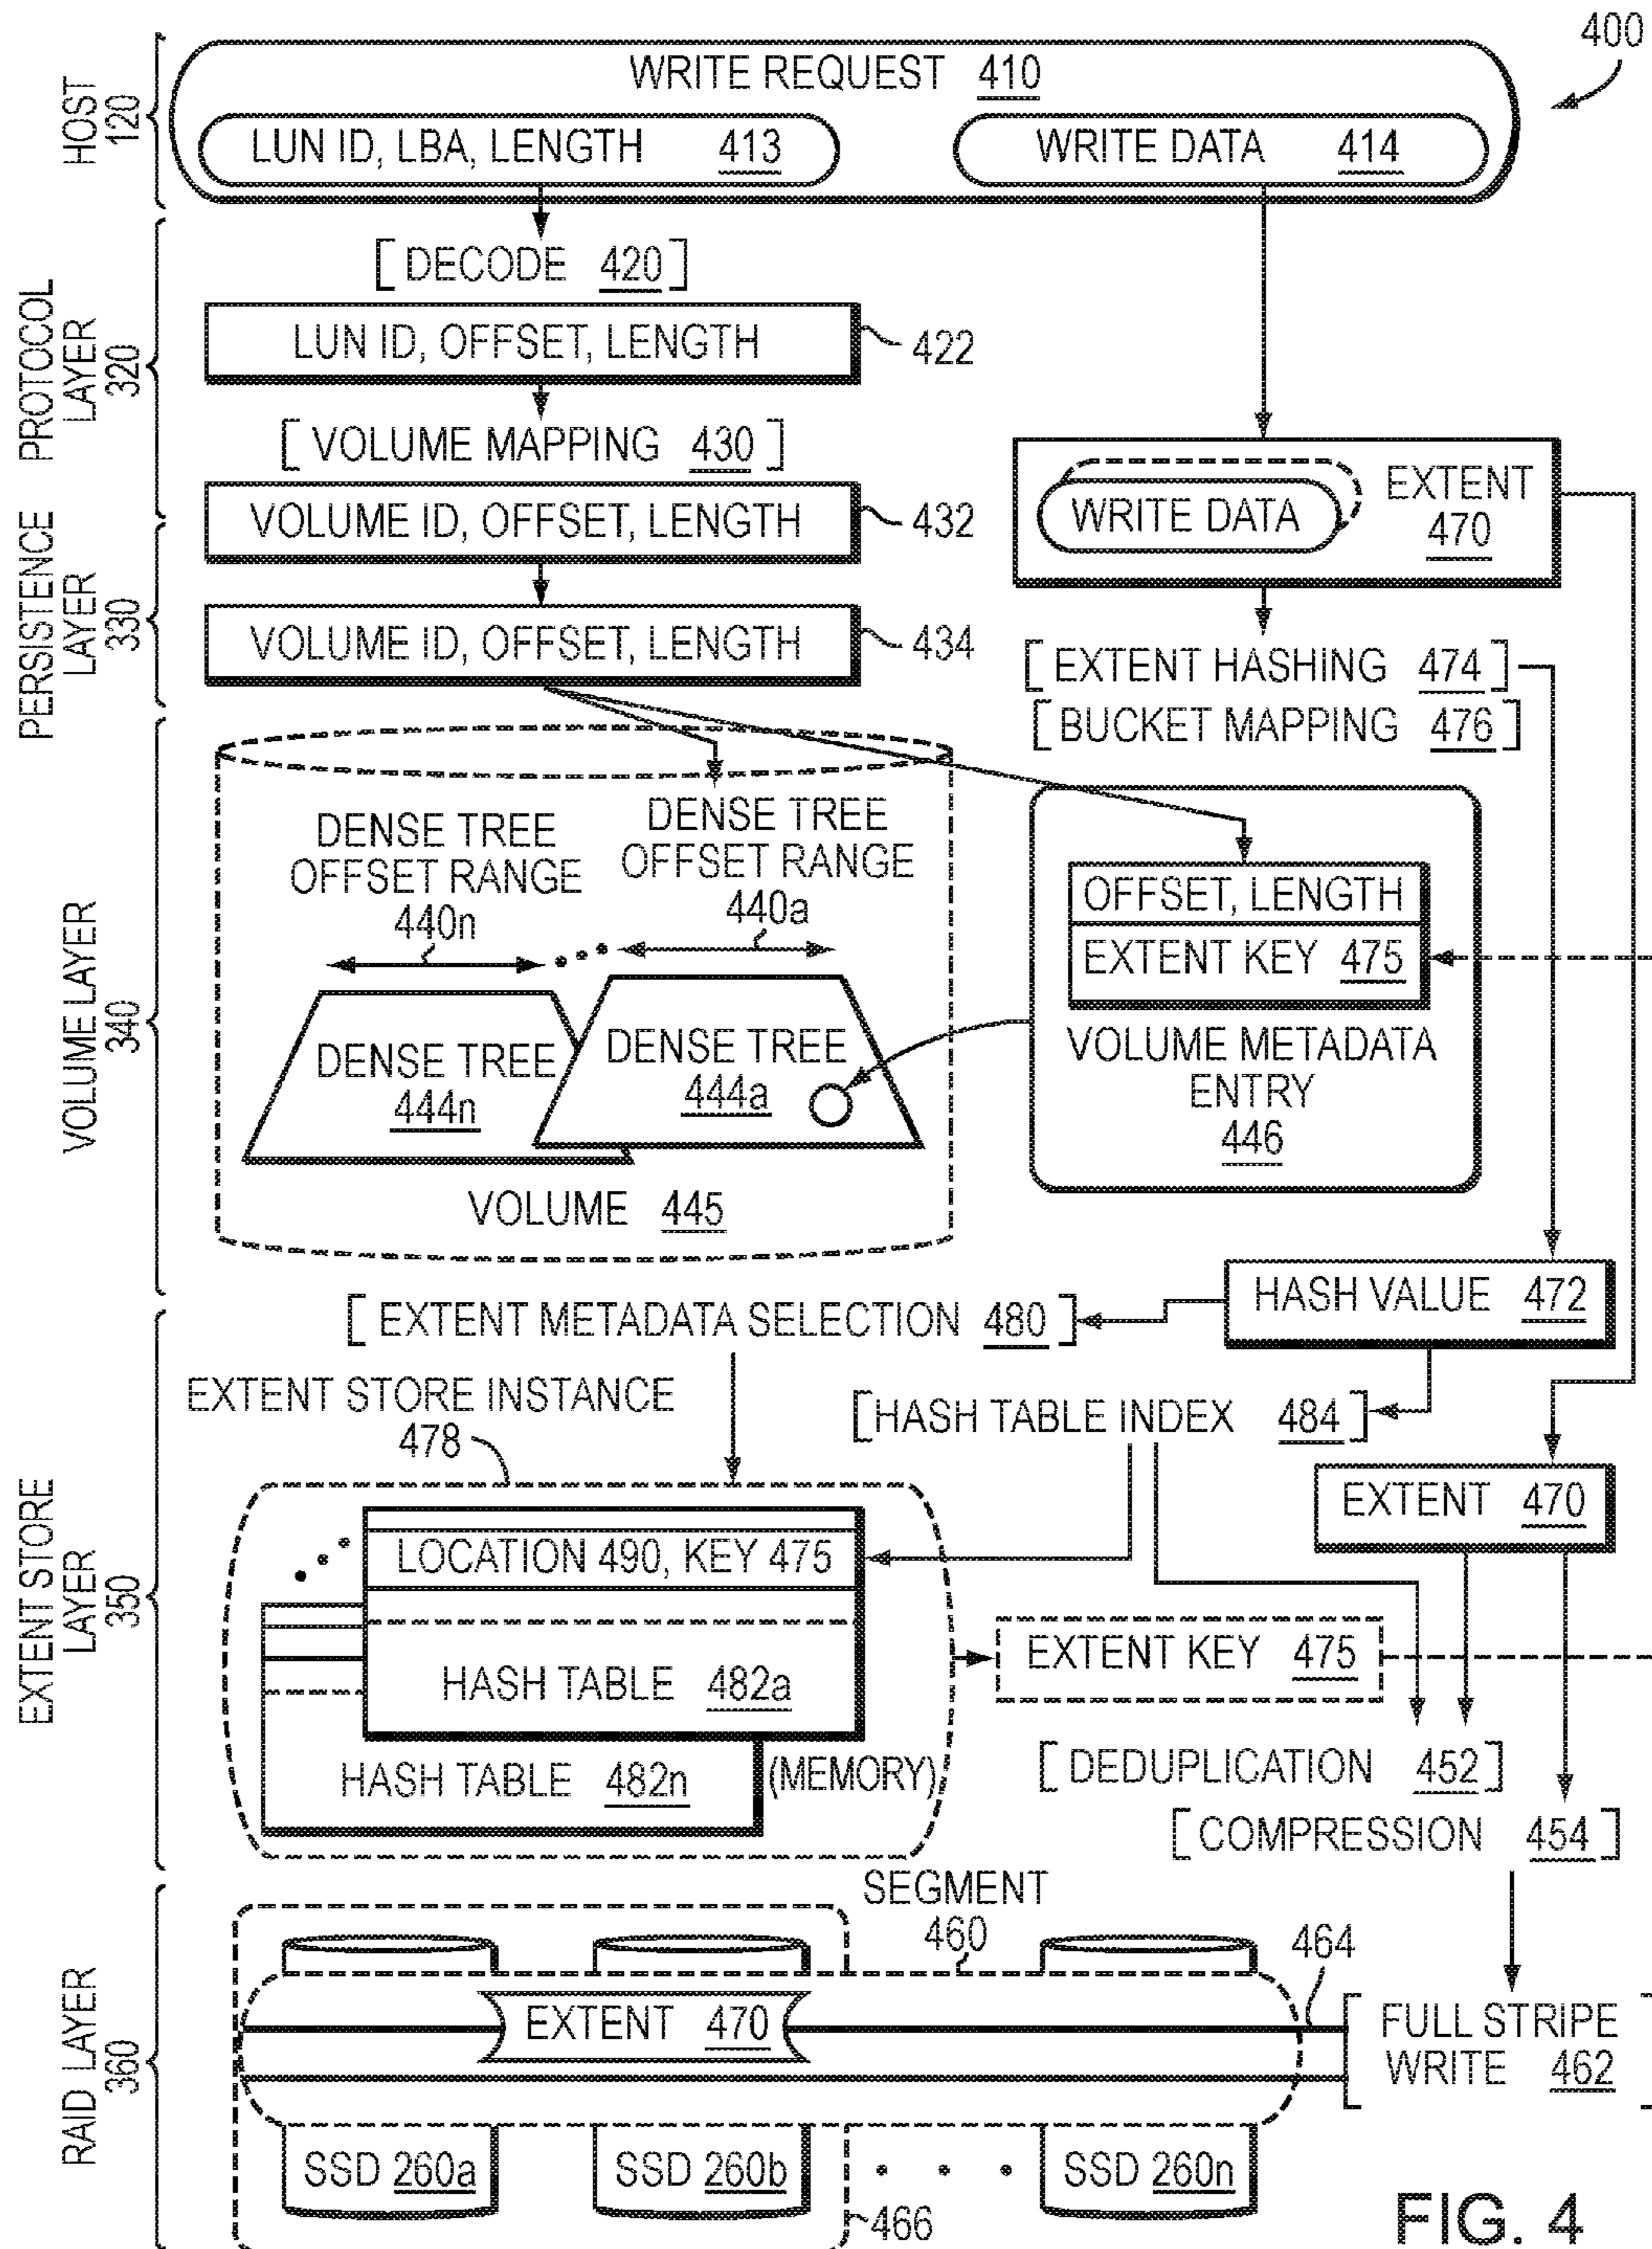 400
HOST
120
WRITE REQUEST 410
LUN ID, LBA, LENGTH 413
WRITE DATA 414
PROTOCOL
LAYER
320
[DECODE 420]
LUN ID, OFFSET, LENGTH
422
[VOLUME MAPPING 430]
VOLUME ID, OFFSET, LENGTH
432
WRITE DATA
EXTENT
470
PERSISTENCE
LAYER
330
VOLUME ID, OFFSET, LENGTH
434
[EXTENT HASHING 474]
[BUCKET MAPPING 476]
VOLUME LAYER
340
DENSE TREE
OFFSET RANGE
440n
DENSE TREE
OFFSET RANGE
440a
DENSE TREE
444n
DENSE TREE
444a
VOLUME 445
OFFSET, LENGTH
EXTENT KEY 475
VOLUME METADATA
ENTRY
446
HASH VALUE 472
EXTENT STORE
LAYER
350
[EXTENT METADATA SELECTION 480]
EXTENT STORE INSTANCE
478
[HASH TABLE INDEX 484]
EXTENT 470
LOCATION 490, KEY 475
HASH TABLE 482a
HASH TABLE 482n
(MEMORY)
EXTENT KEY 475
[DEDUPLICATION 452]
[COMPRESSION 454]
RAID LAYER
360
SEGMENT
460
464
EXTENT 470
[FULL STRIPE
WRITE 462]
SSD 260a
SSD 260b
SSD 260n
466
FIG. 4